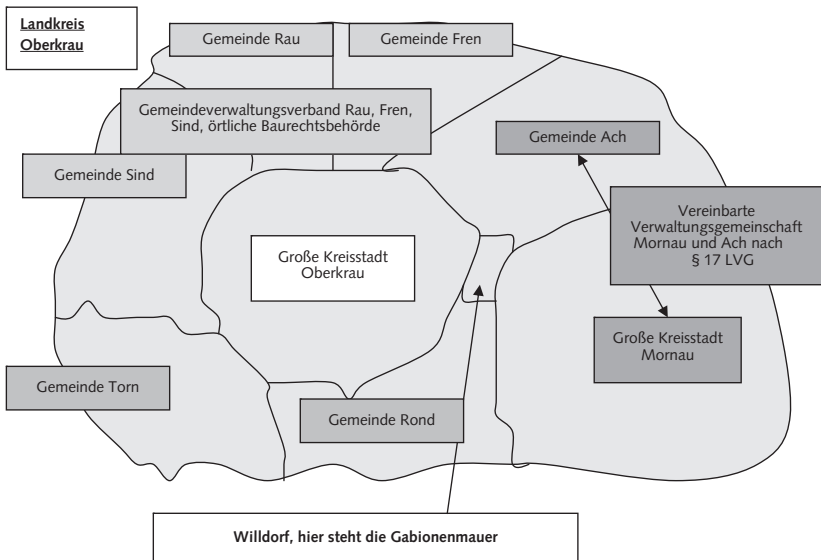 Landkreis
Oberkrau
Gemeinde Rau
Gemeinde Fren
Gemeindeverwaltungsverband Rau, Fren,
Sind, örtliche Baurechtsbehörde
Gemeinde Ach
Gemeinde Sind
Vereinbarte
Verwaltungsgemeinschaft
Mornau und Ach nach
§ 17 LVG
Große Kreisstadt
Oberkrau
Große Kreisstadt
Mornau
Gemeinde Torn
Gemeinde Rond
Willdorf, hier steht die Gabionenmauer